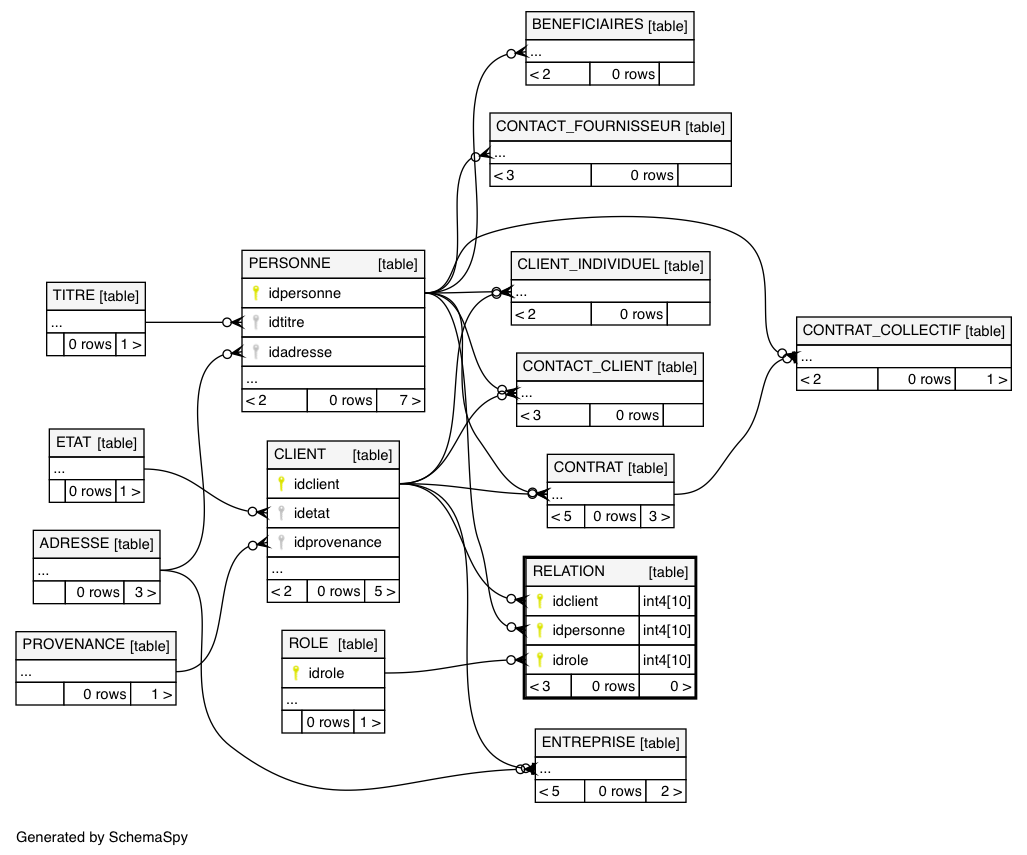 BENEFICIAIRES [table]
...
< 2 0 rows
CONTACT_FOURNISSEUR [table]
...
< 3 0 rows
PERSONNE [table]
idpersonne
idtitre
idadresse
...
< 2 0 rows 7 >
TITRE [table]
...
0 rows 1 >
CLIENT_INDIVIDUEL [table]
...
< 2 0 rows
CONTRAT_COLLECTIF [table]
...
< 2 0 rows 1 >
CONTACT_CLIENT [table]
...
< 3 0 rows
ETAT [table]
...
0 rows 1 >
CLIENT [table]
idclient
idetat
idprovenance
...
< 2 0 rows 5 >
CONTRAT [table]
...
< 5 0 rows 3 >
ADRESSE [table]
...
0 rows 3 >
RELATION [table]
idclient int4[10]
idpersonne int4[10]
idrole int4[10]
< 3 0 rows 0 >
PROVENANCE [table]
...
0 rows 1 >
ROLE [table]
idrole
...
0 rows 1 >
ENTREPRISE [table]
...
< 5 0 rows 2 >
Generated by SchemaSpy